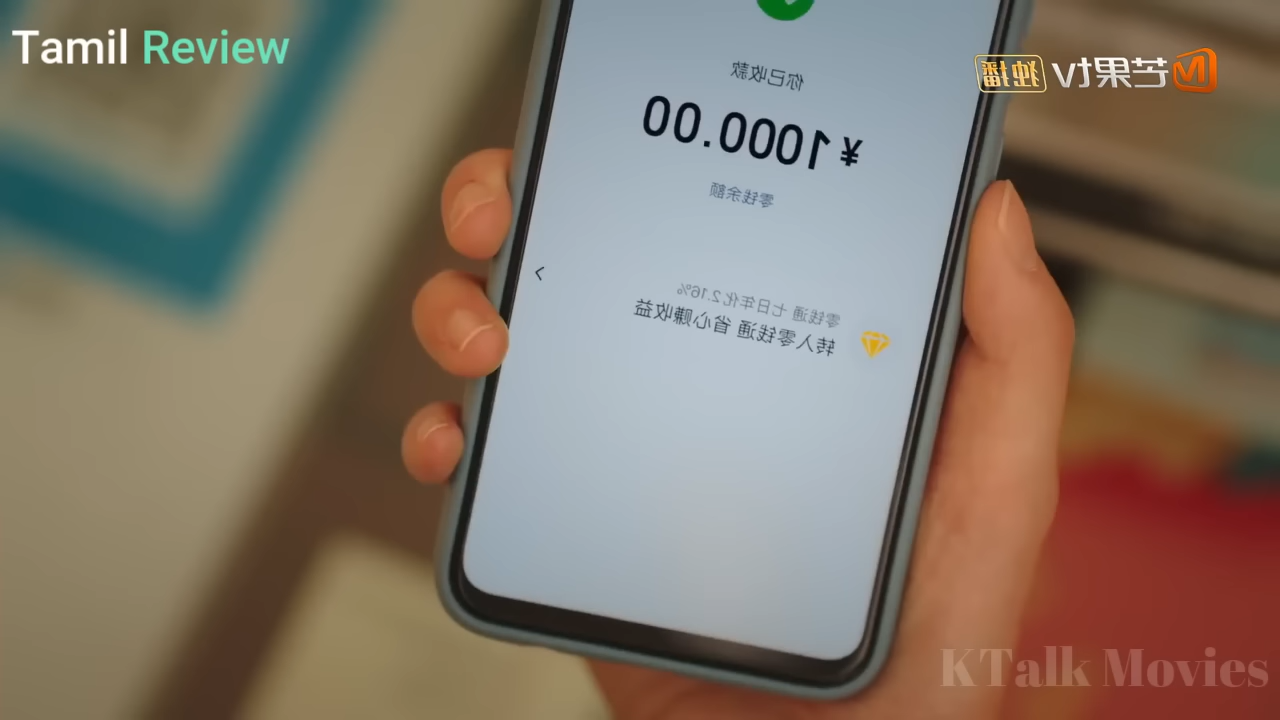 Tamil Review
独播 芒果TV
你已收款
¥1000.00
零钱余额
零钱通 七日年化2.16%
转入零钱通 省心赚收益
KTalk Movies